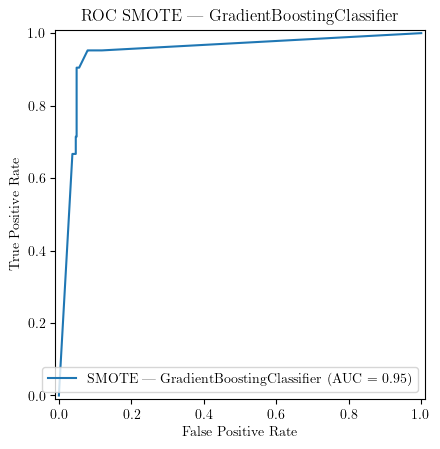 ROC SMOTE — GradientBoostingClassifier
1.0
0.8
0.6
0.4
0.2
0.0
True Positive Rate
SMOTE — GradientBoostingClassifier (AUC = 0.95)
0.0 0.2 0.4 0.6 0.8 1.0
False Positive Rate